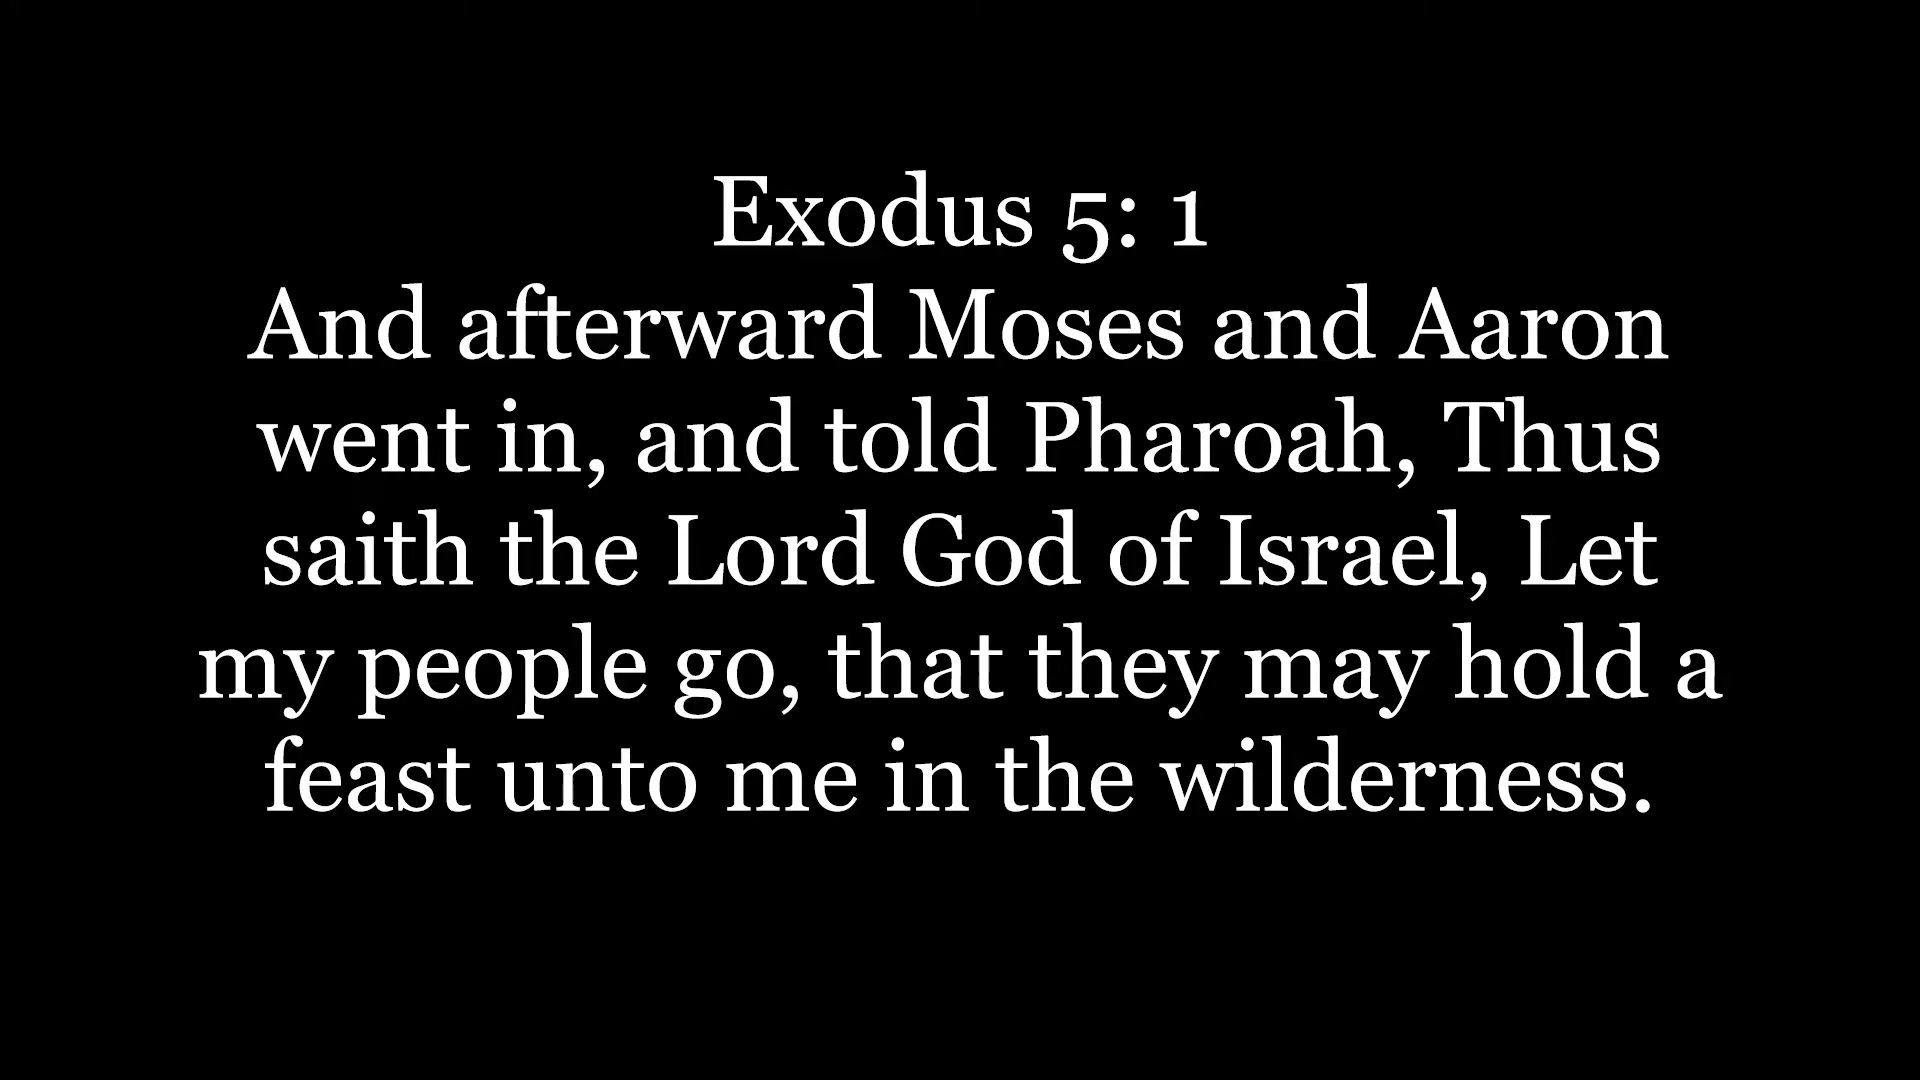 Exodus 5: 1
And afterward Moses and Aaron
went in, and told Pharoah, Thus
saith the Lord God of Israel, Let
my people go, that they may hold a
feast unto me in the wilderness.